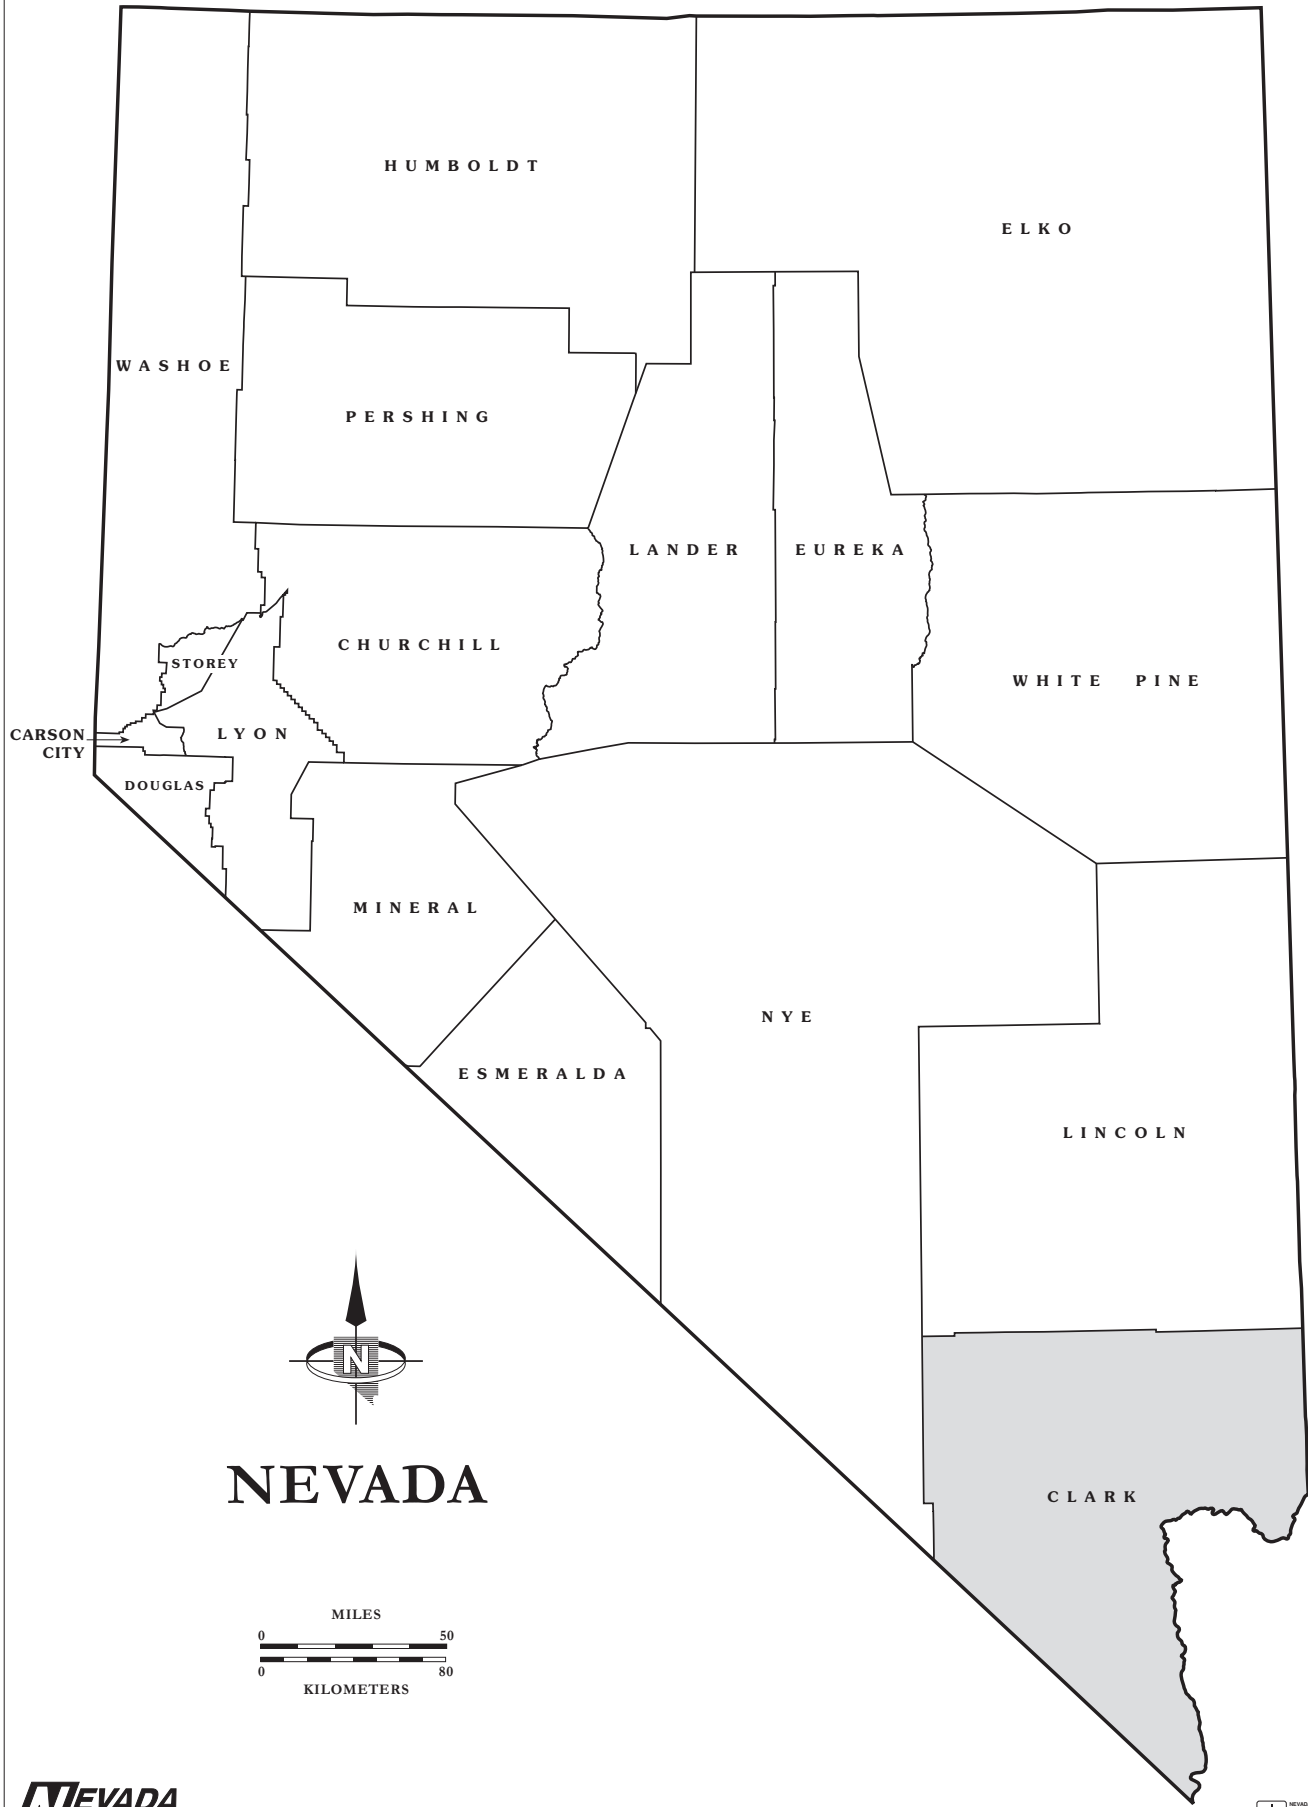 HUMBOLDT
ELKO
WASHOE
PERSHING
LANDER
EUREKA
CHURCHILL
STOREY
WHITE PINE
CARSON
CITY
LYON
DOUGLAS
MINERAL
NYE
ESMERALDA
LINCOLN
N
NEVADA
CLARK
MILES
0 50
0 80
KILOMETERS
NEVADA